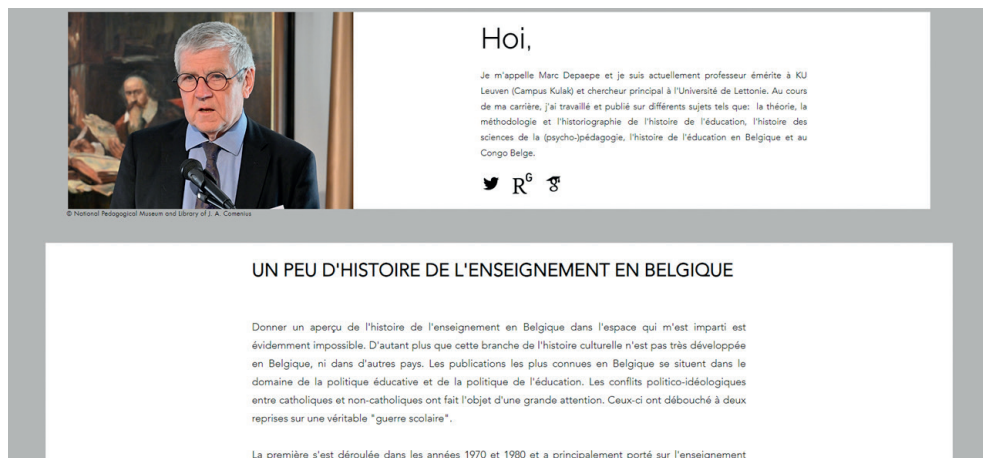 Hoi,
Je m'appelle Marc Depaepe et je suis actuellement professeur émérite à KU
Leuven (Campus Kulak) et chercheur principal à l'Université de Lettonie. Au cours
de ma carrière, j'ai travaillé et publié sur différents sujets tels que: la théorie, la
méthodologie et l'historiographie de l'histoire de l'éducation, l'histoire des
sciences de la (psycho-)pédagogie, l'histoire de l'éducation en Belgique et au
Congo Belge.
R^G
© National Pedagogical Museum and Library of J. A. Comenius
UN PEU D'HISTOIRE DE L'ENSEIGNEMENT EN BELGIQUE
Donner un aperçu de l'histoire de l'enseignement en Belgique dans l'espace qui m'est imparti est
évidemment impossible. D'autant plus que cette branche de l'histoire culturelle n'est pas très développée
en Belgique, ni dans d'autres pays. Les publications les plus connues en Belgique se situent dans le
domaine de la politique éducative et de la politique de l'éducation. Les conflits politico-idéologiques
entre catholiques et non-catholiques ont fait l'objet d'une grande attention. Ceux-ci ont débouché à deux
reprises sur une véritable "guerre scolaire".
La première s'est déroulée dans les années 1970 et 1980 et a principalement porté sur l'enseignement